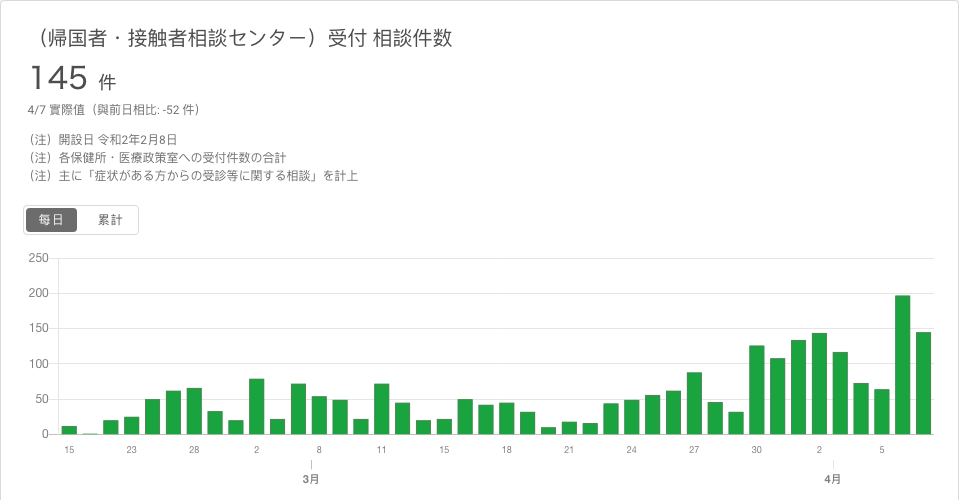 （帰国者・接触者相談センター）受付 相談件数
145 件
4/7 實際值（與前日相比: -52 件）
（注）開設日 令和2年2月8日
（注）各保健所・医療政策室への受付件数の合計
（注）主に「症状がある方からの受診等に関する相談」を計上
每日 累計
250
200
150
100
50
0
15 23 28 2 8 11 15 18 21 24 27 30 2 5
3月 4月